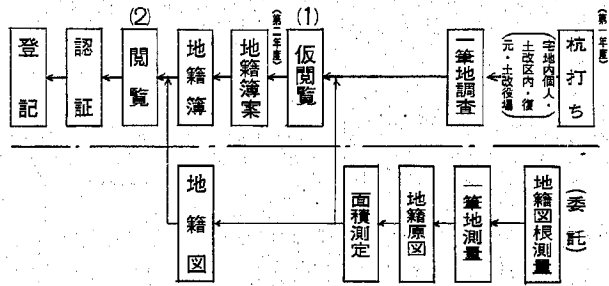 (第一年度)
杭打ち
宅地内個人・
土改区内・復
元・土改役場
一筆地調査
(1)
仮閲覧
(第二年度)
地籍簿案
地籍簿
(2)
閲覧
認証
登記
(委託)
地籍図根測量
一筆地測量
地籍原図
面積測定
地籍図